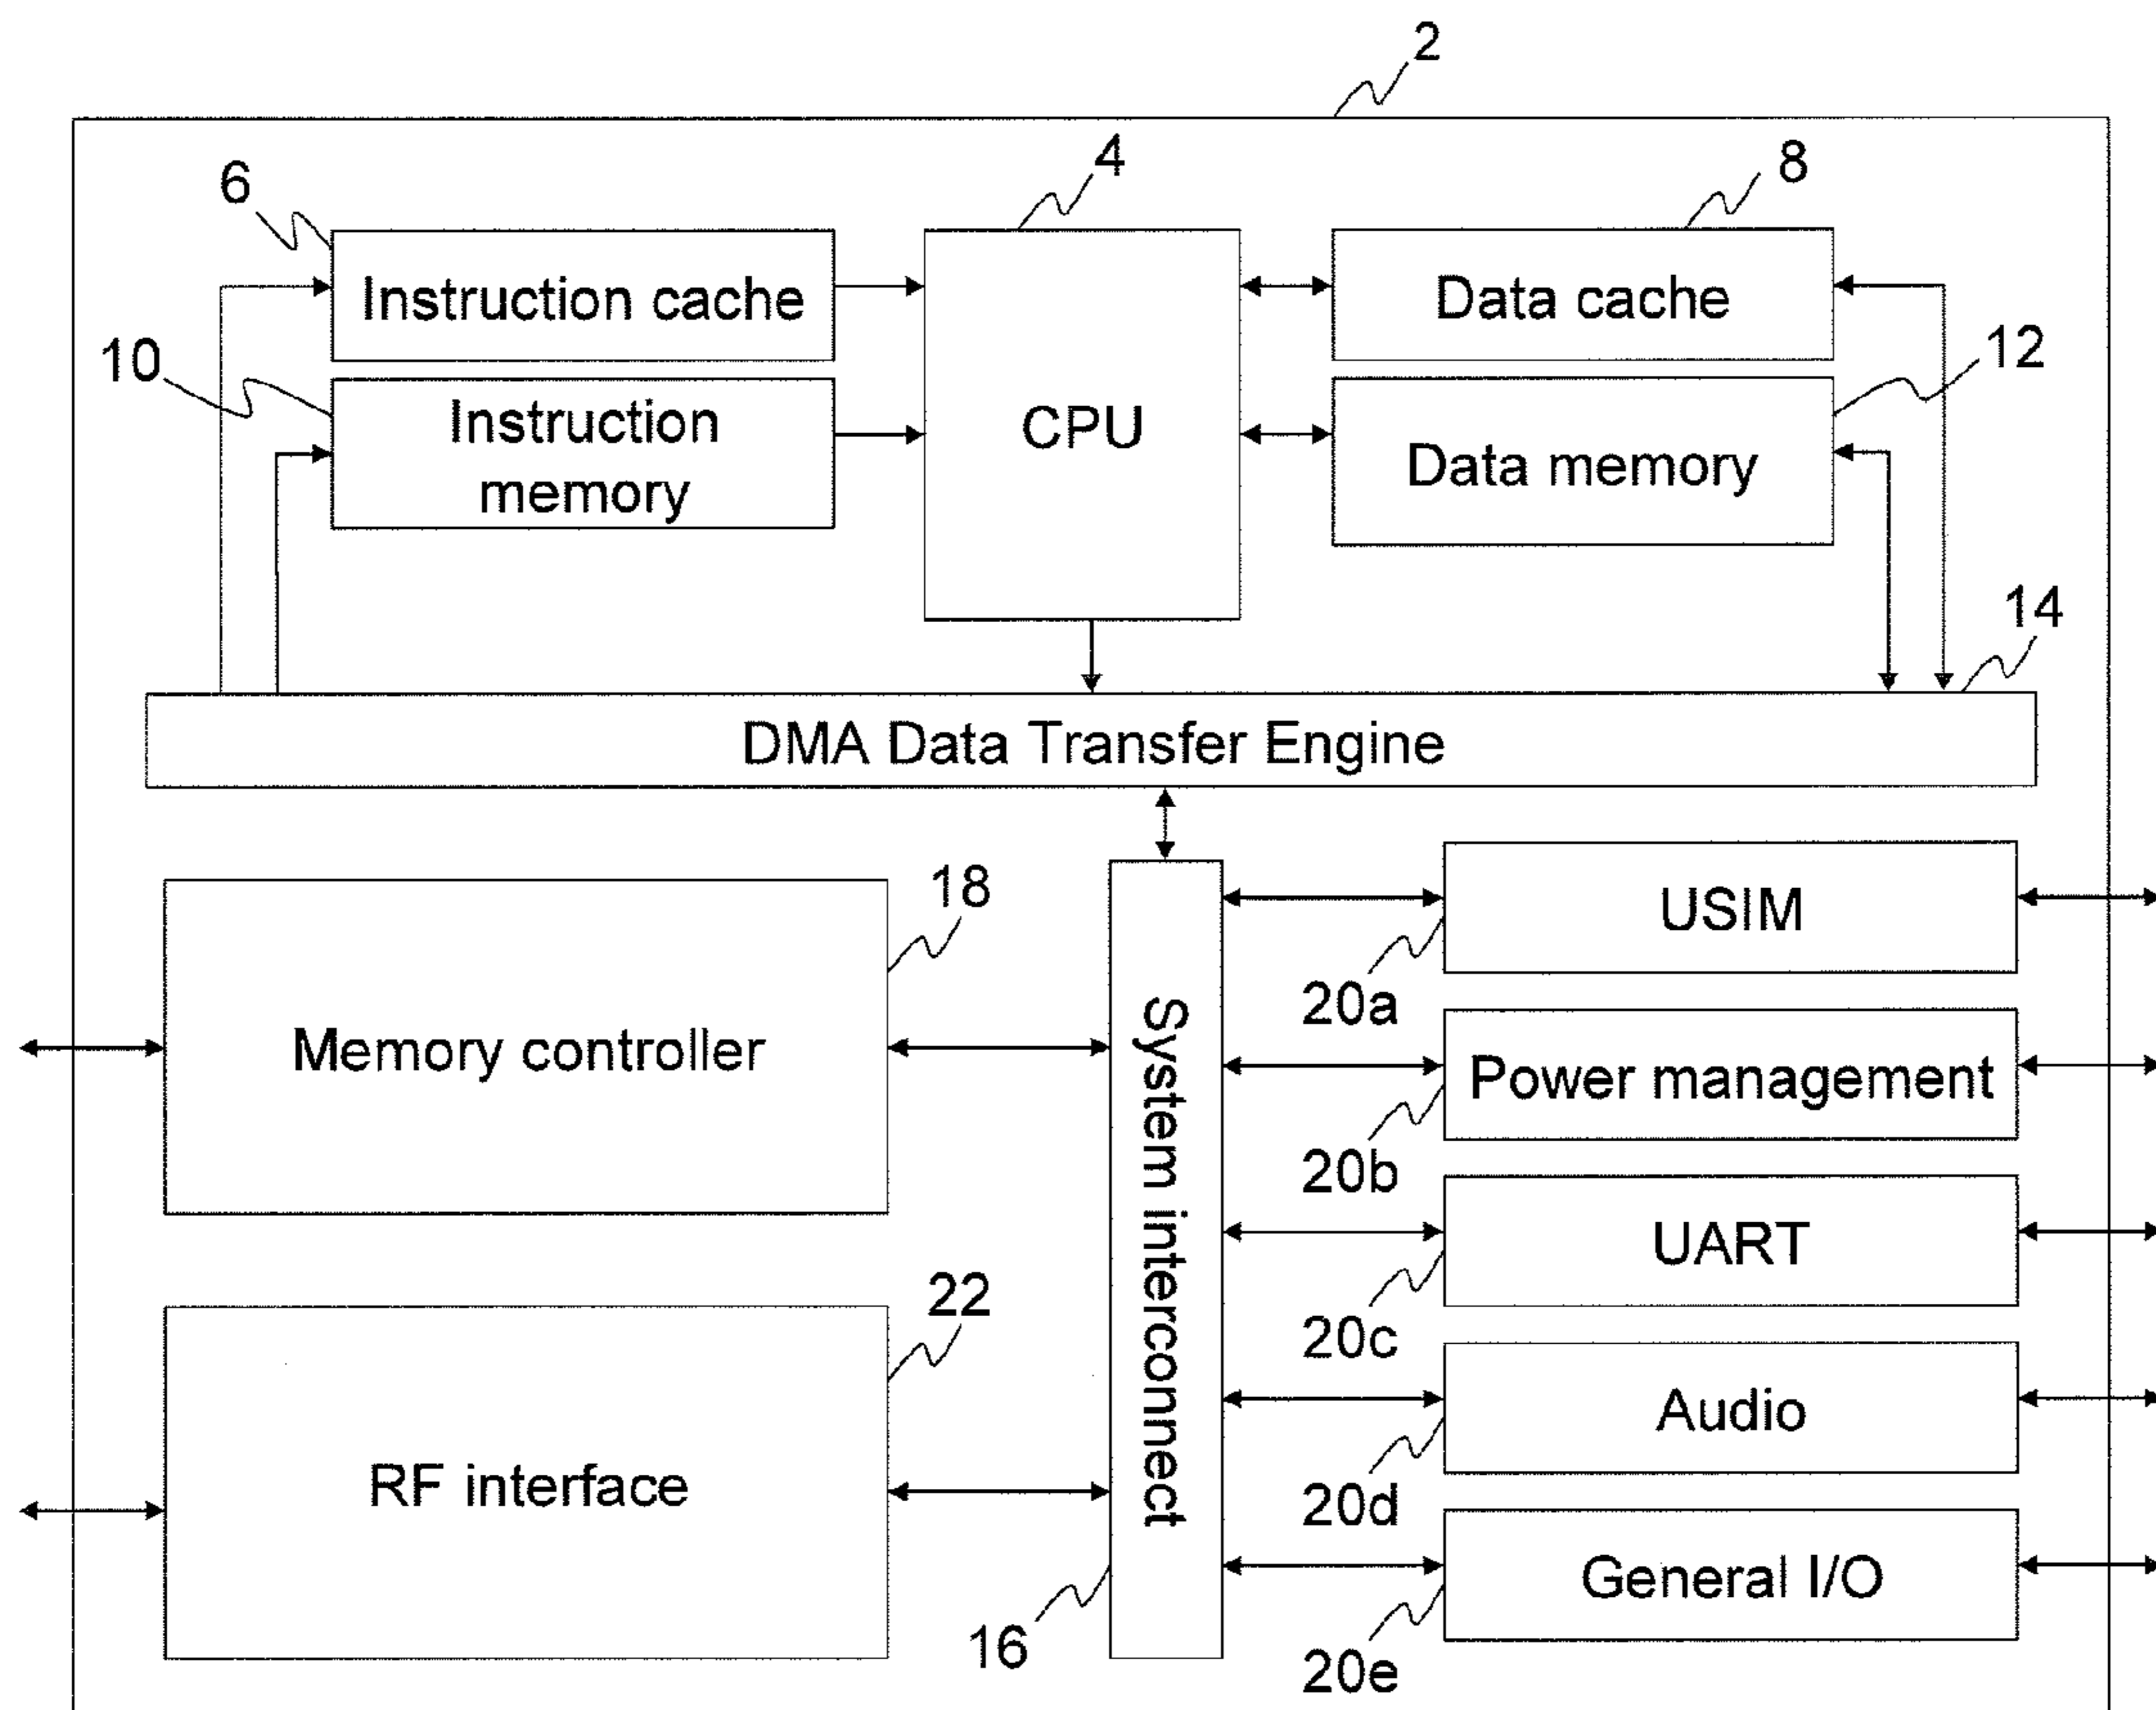 2
6
4
8
Instruction cache
Data cache
10
12
Instruction
memory
CPU
Data memory
14
DMA Data Transfer Engine
18
USIM
20a
Memory controller
System interconnect
Power management
20b
UART
22
20c
RF interface
Audio
20d
General I/O
16
20e